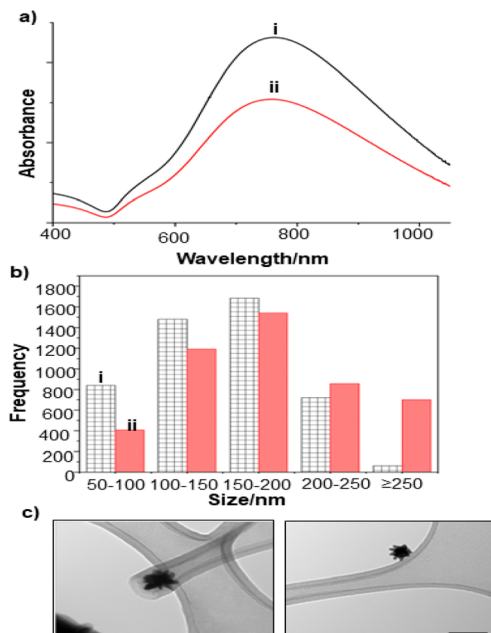 a)
i
ii
Absorbance
400 600 800 1000
Wavelength/nm
b)
1800
1600
1400
1200
1000
800
600
400
200
0
Frequency
i
ii
50-100 100-150 150-200 200-250 ≥250
Size/nm
c)